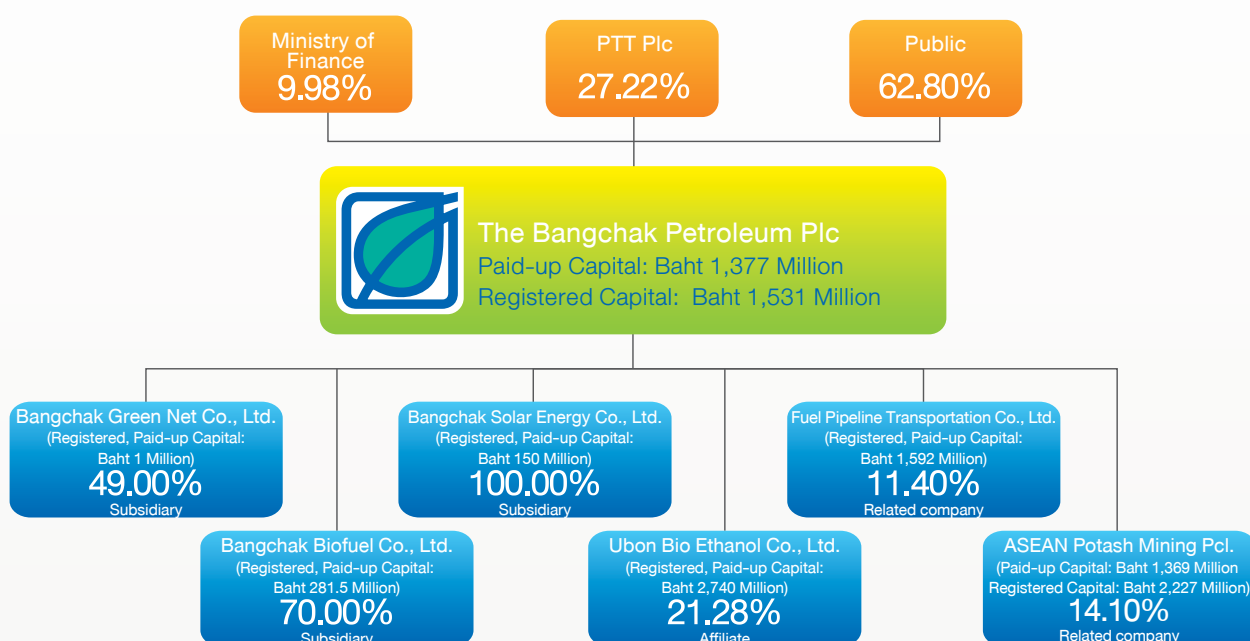 Ministry of
Finance
9.98%
PTT Plc
27.22%
Public
62.80%
The Bangchak Petroleum Plc
Paid-up Capital: Baht 1,377 Million
Registered Capital: Baht 1,531 Million
Bangchak Green Net Co., Ltd.
(Registered, Paid-up Capital:
Baht 1 Million)
49.00%
Subsidiary
Bangchak Solar Energy Co., Ltd.
(Registered, Paid-up Capital:
Baht 150 Million)
100.00%
Subsidiary
Fuel Pipeline Transportation Co., Ltd.
(Registered, Paid-up Capital:
Baht 1,592 Million)
11.40%
Related company
Bangchak Biofuel Co., Ltd.
(Registered, Paid-up Capital:
Baht 281.5 Million)
70.00%
Subsidiary
Ubon Bio Ethanol Co., Ltd.
(Registered, Paid-up Capital:
Baht 2,740 Million)
21.28%
Affiliate
ASEAN Potash Mining Pcl.
(Paid-up Capital: Baht 1,369 Million
Registered Capital: Baht 2,227 Million)
14.10%
Related company